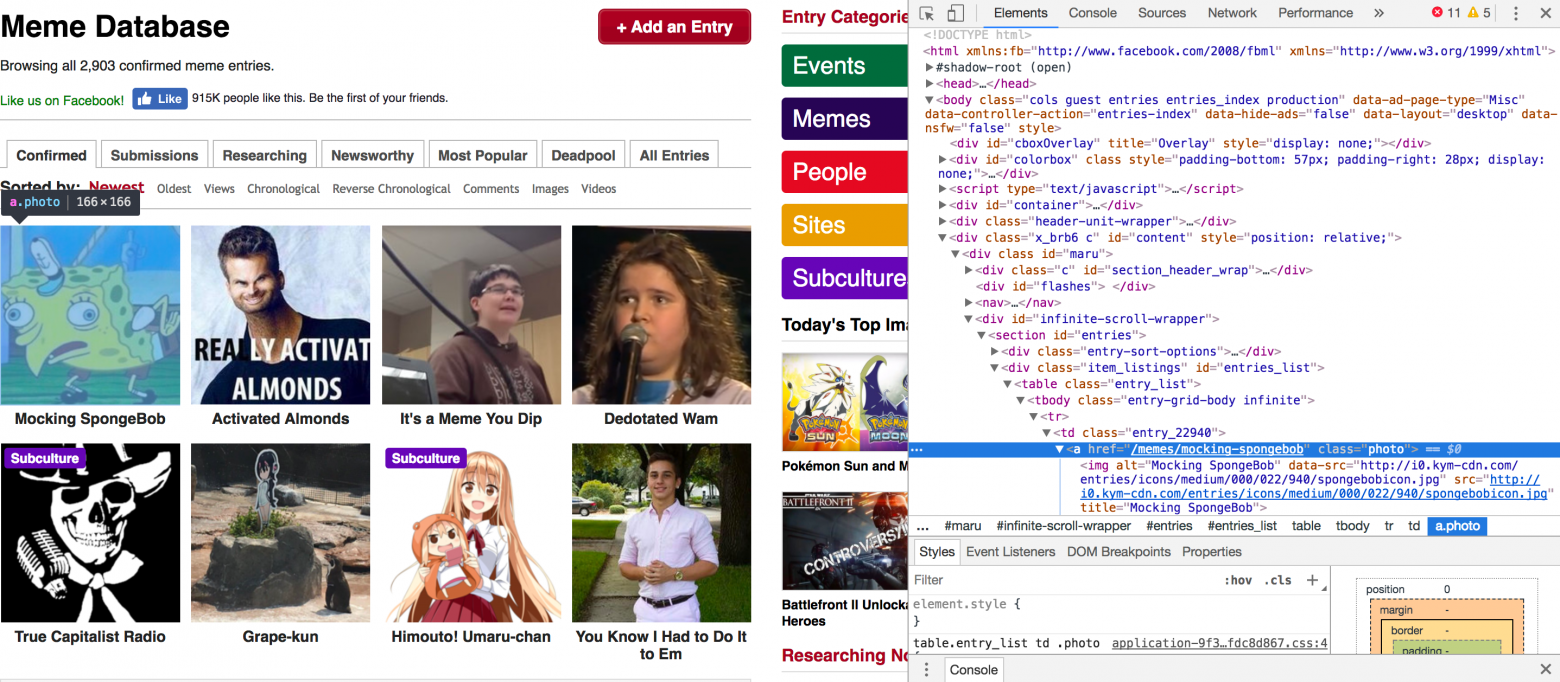 Meme Database
+ Add an Entry
Browsing all 2,903 confirmed meme entries.
Like us on Facebook! Like 915K people like this. Be the first of your friends.
Confirmed Submissions Researching Newsworthy Most Popular Deadpool All Entries
Sorted by: Newest Oldest Views Chronological Reverse Chronological Comments Images Videos
a.photo 166 × 166
REALLY ACTIVAT
ALMONDS
Mocking SpongeBob Activated Almonds It's a Meme You Dip Dedotated Wam
Subculture Subculture
True Capitalist Radio Grape-kun Himouto! Umaru-chan You Know I Had to Do It
to Em
Entry Categorie
Events
Memes
People
Sites
Subculture
Today's Top Ima
POKÉMON POKÉMON
SUN MOON
Pokémon Sun and M
STAR WARS
BATTLEFRONT II
CONTROVERSY
Battlefront II Unlocka
Heroes
Researching No
Elements Console Sources Network Performance » 11 5
<!DOCTYPE html>
<html xmlns:fb="http://www.facebook.com/2008/fbml" xmlns="http://www.w3.org/1999/xhtml">
▶#shadow-root (open)
▶<head>…</head>
▼<body class="cols guest entries entries_index production" data-ad-page-type="Misc"
data-controller-action="entries-index" data-hide-ads="false" data-layout="desktop" data-
nsfw="false" style>
<div id="cboxOverlay" title="Overlay" style="display: none;"></div>
▶<div id="colorbox" class style="padding-bottom: 57px; padding-right: 28px; display:
none;">…</div>
▶<script type="text/javascript">…</script>
▶<div id="container">…</div>
▶<div class="header-unit-wrapper">…</div>
▼<div class="x_brb6 c" id="content" style="position: relative;">
▼<div class id="maru">
▶<div class="c" id="section_header_wrap">…</div>
<div id="flashes"> </div>
▶<nav>…</nav>
▼<div id="infinite-scroll-wrapper">
▼<section id="entries">
▶<div class="entry-sort-options">…</div>
▼<div class="item_listings" id="entries_list">
▼<table class="entry_list">
▼<tbody class="entry-grid-body infinite">
▼<tr>
▼<td class="entry_22940">
… ▼<a href="/memes/mocking-spongebob" class="photo"> == $0
<img alt="Mocking SpongeBob" data-src="http://i0.kym-cdn.com/
entries/icons/medium/000/022/940/spongebobicon.jpg" src="http://
i0.kym-cdn.com/entries/icons/medium/000/022/940/spongebobicon.jpg"
title="Mocking SpongeBob">
… #maru #infinite-scroll-wrapper #entries #entries_list table tbody tr td a.photo
Styles Event Listeners DOM Breakpoints Properties
Filter :hov .cls +
element.style {
}
table.entry_list td .photo application-9f3…fdc8d867.css:4
position 0
margin -
border -
padding -
Console